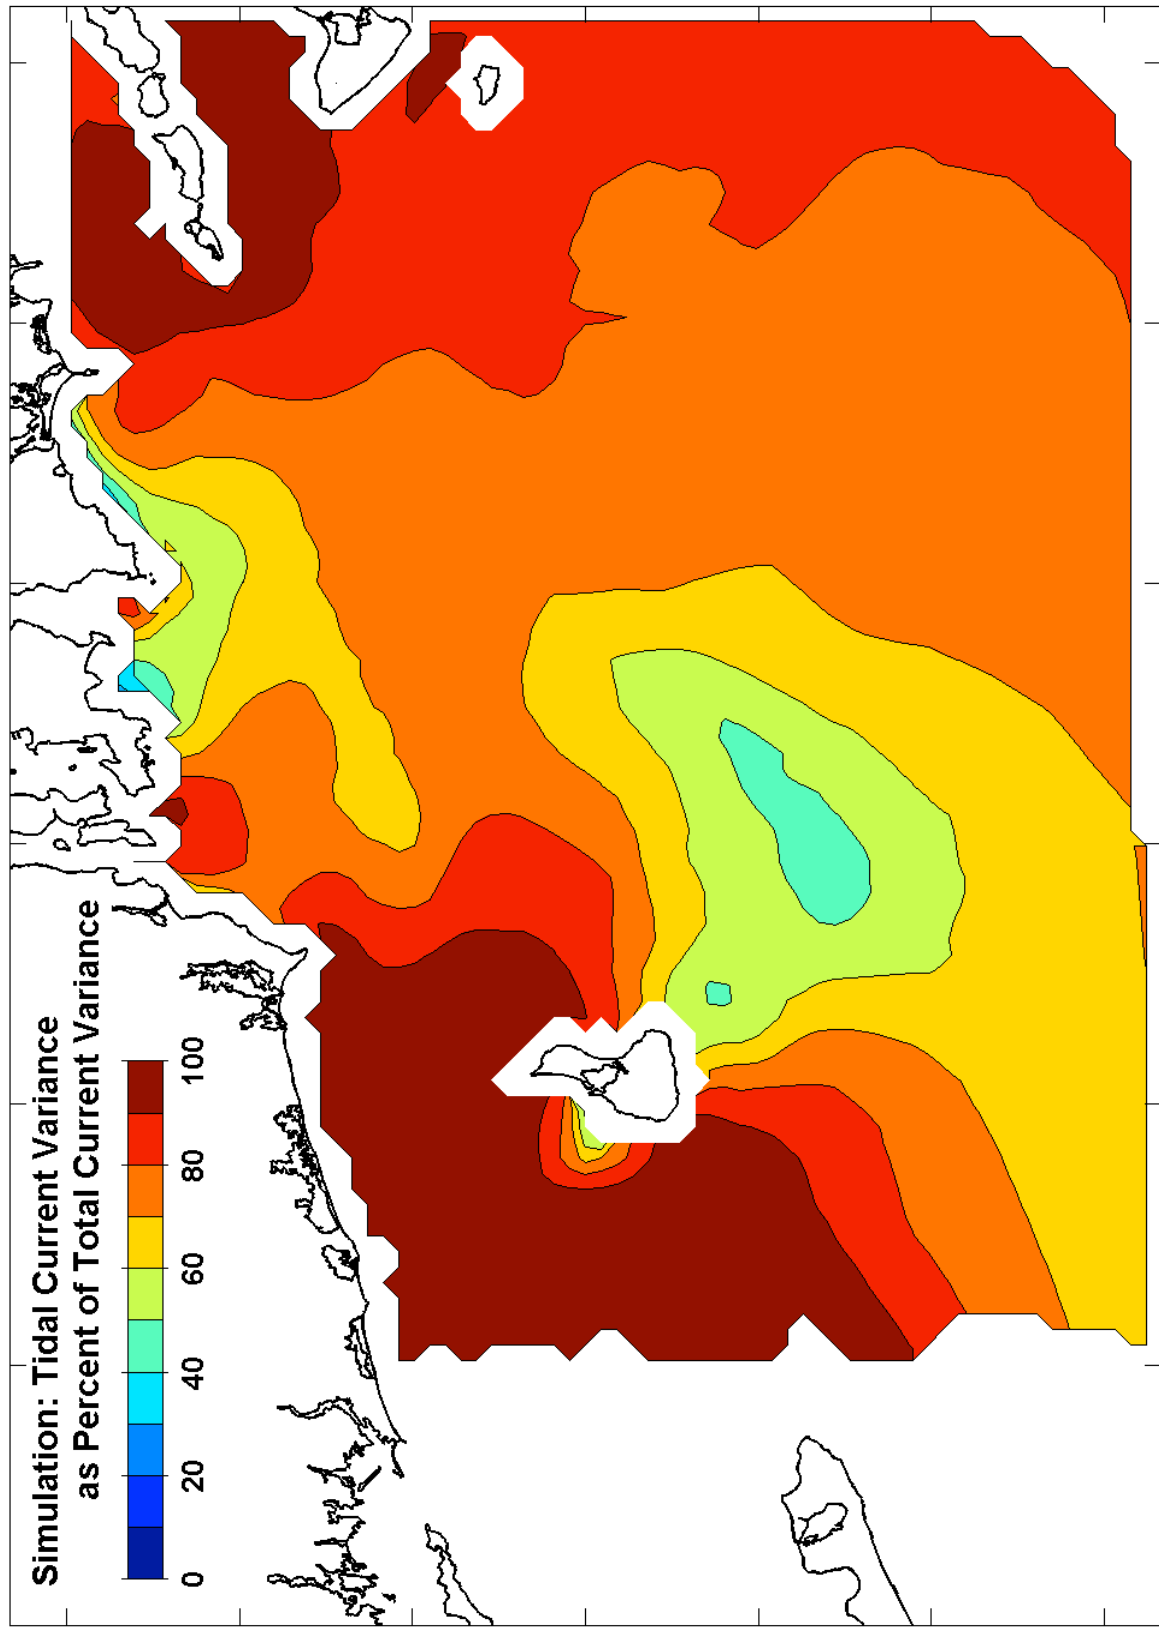 Simulation: Tidal Current Variance
as Percent of Total Current Variance
0 20 40 60 80 100